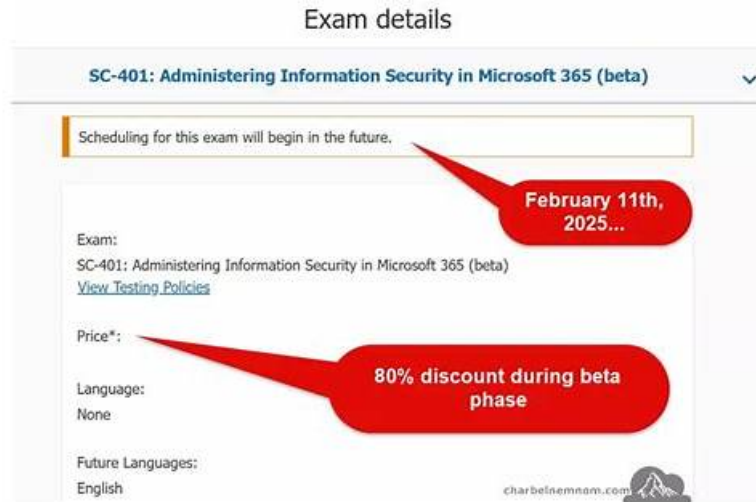 Exam details
SC-401: Administering Information Security in Microsoft 365 (beta)
Scheduling for this exam will begin in the future.
February 11th,
2025...
Exam:
SC-401: Administering Information Security in Microsoft 365 (beta)
View Testing Policies
Price*:
80% discount during beta
phase
Language:
None
Future Languages:
English
charbelnemnom.com